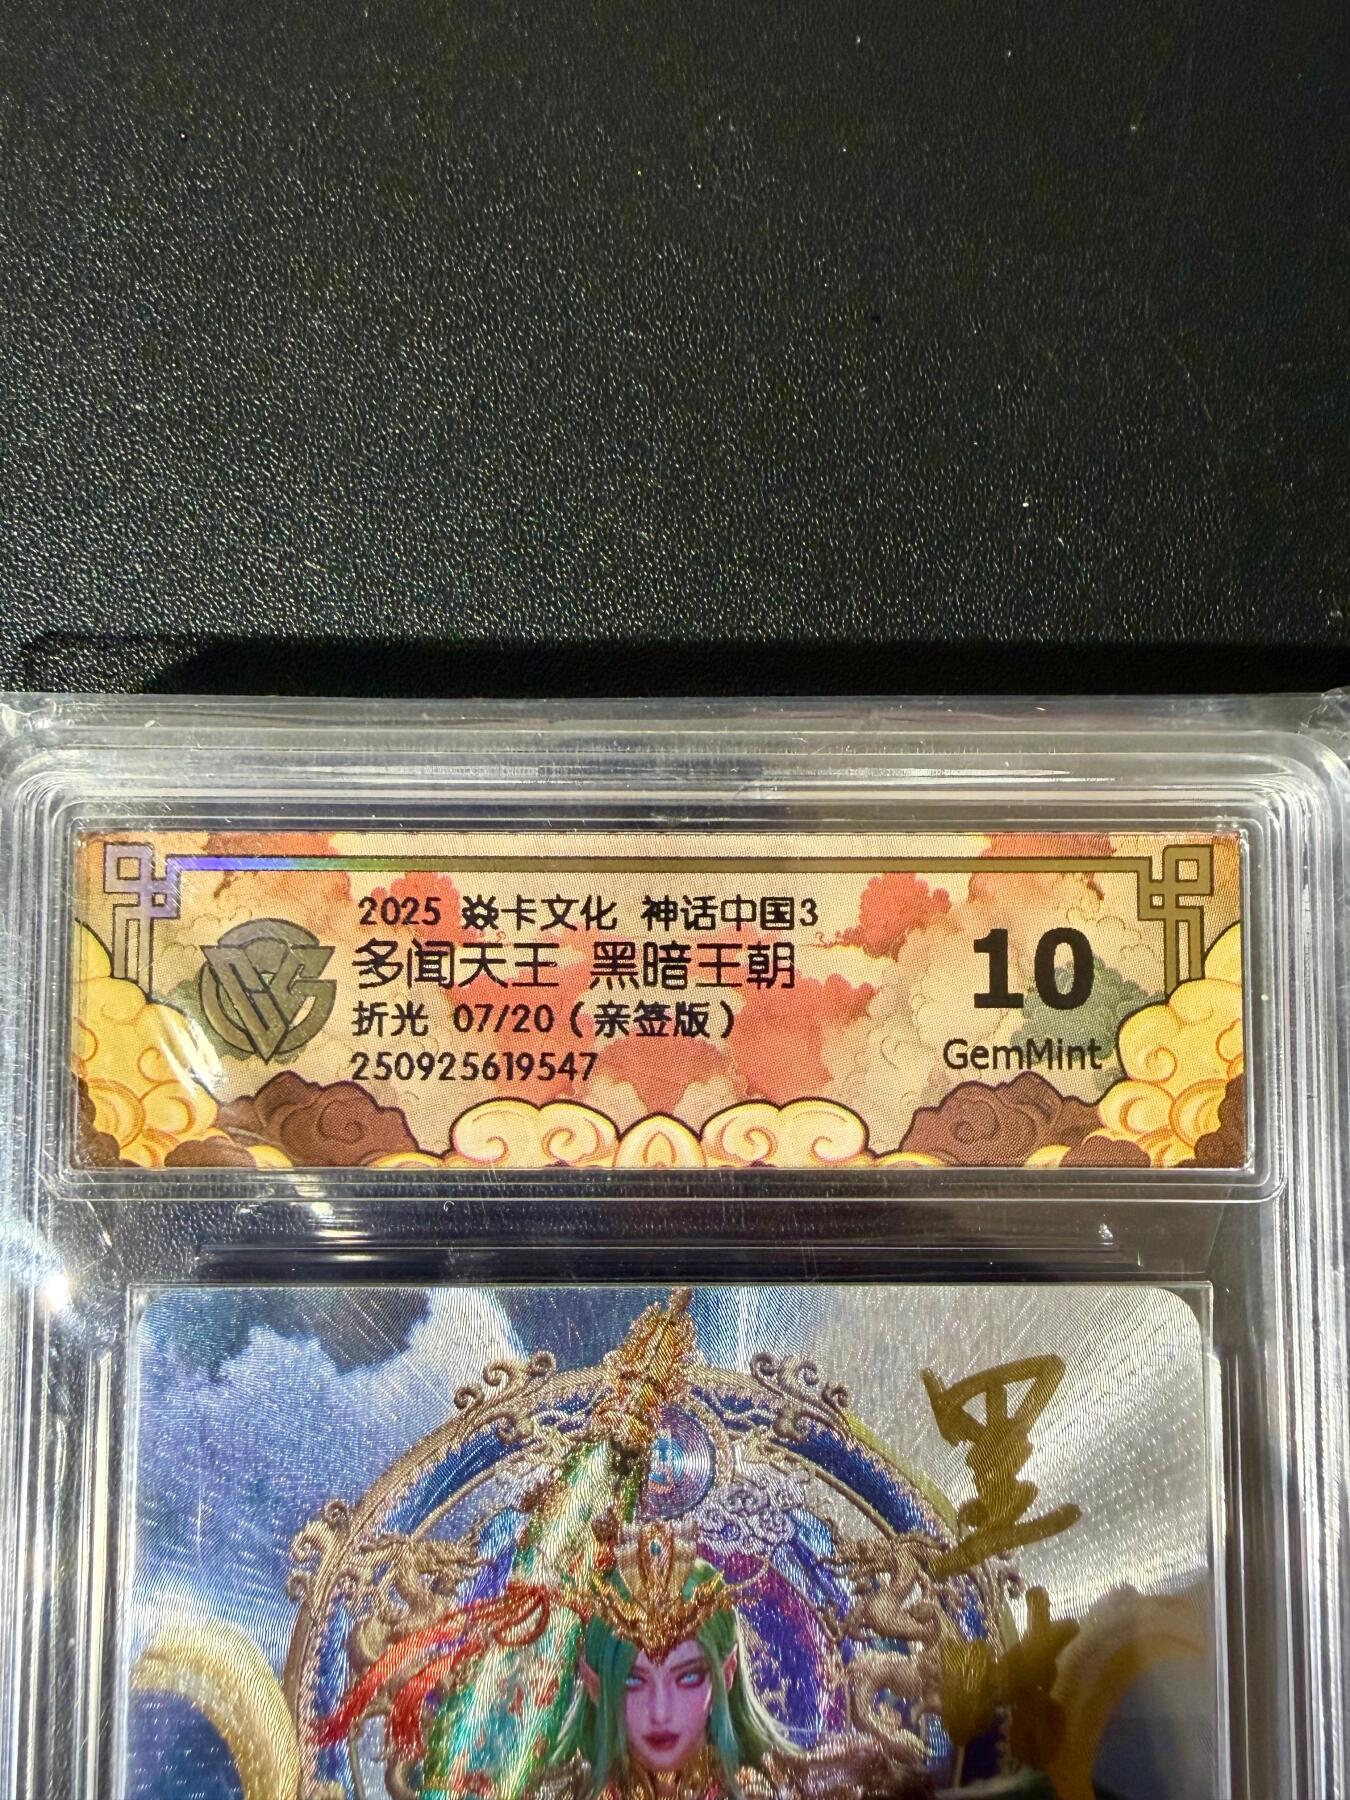 2025 焱卡文化 神话中国3
多闻天王 黑暗王朝
折光 07/20（亲签版）
250925619547
10
GemMint
黑